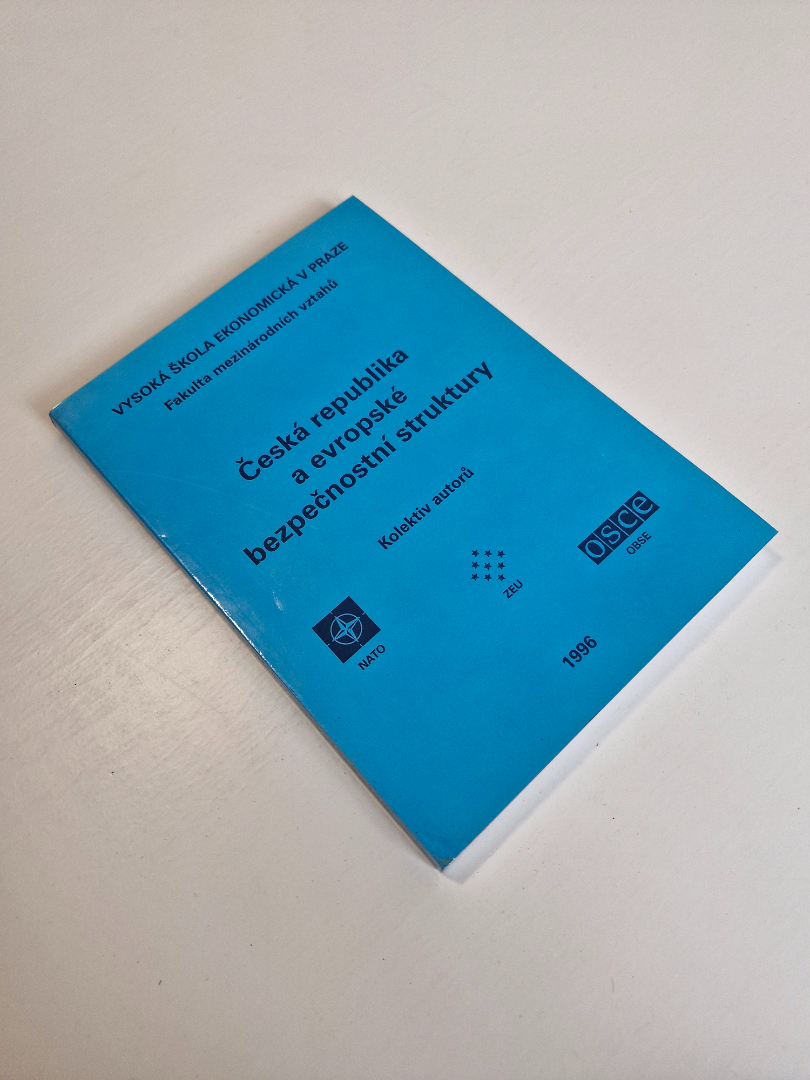 VYSOKÁ ŠKOLA EKONOMICKÁ V PRAZE
Fakulta mezinárodních vztahů
Česká republika
a evropské
bezpečnostní struktury
Kolektiv autorů
NATO
ZEU
osce
OBSE
1996